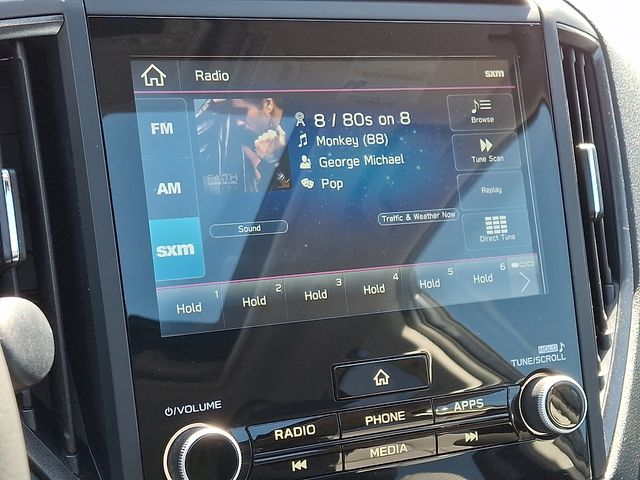 Radio
sxm
FM
AM
sxm
FAITH
8 / 80s on 8
Monkey (88)
George Michael
Pop
Browse
Tune Scan
Replay
Direct Tune
Sound
Traffic & Weather Now
Hold 1
Hold 2
Hold 3
Hold 4
Hold 5
Hold 6
HOLD
TUNE/SCROLL
/VOLUME
RADIO
PHONE
APPS
MEDIA